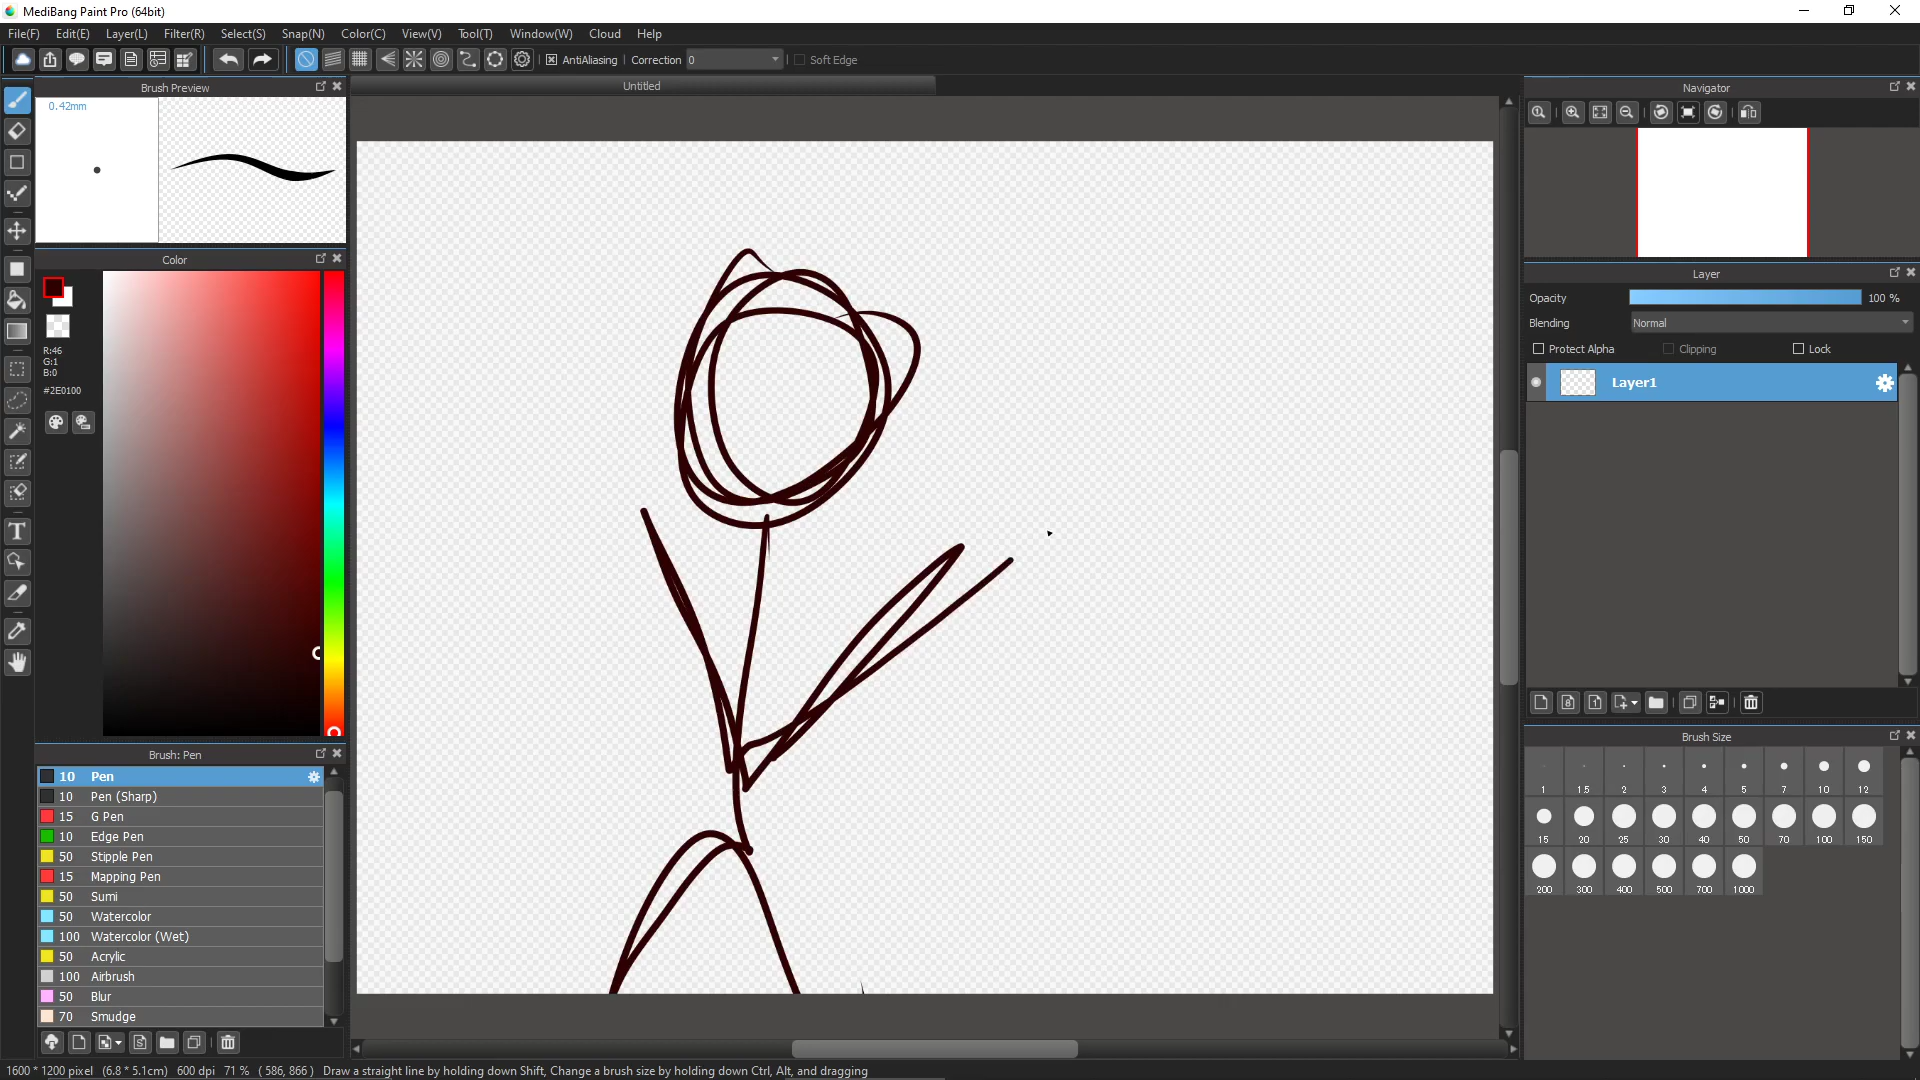 MediBang Paint Pro (64bit)
File(F) Edit(E) Layer(L) Filter(R) Select(S) Snap(N) Color(C) View(V) Tool(T) Window(W) Cloud Help
AntiAliasing Correction 0 Soft Edge
Brush Preview
0.42mm
Color
R:46
G:1
B:0
#2E0100
Brush: Pen
10 Pen
10 Pen (Sharp)
15 G Pen
10 Edge Pen
50 Stipple Pen
15 Mapping Pen
50 Sumi
50 Watercolor
100 Watercolor (Wet)
50 Acrylic
100 Airbrush
50 Blur
70 Smudge
Untitled
Navigator
Layer
Opacity 100 %
Blending Normal
Protect Alpha Clipping Lock
Layer1
Brush Size
1 1.5 2 3 4 5 7 10 12
15 20 25 30 40 50 70 100 150
200 300 400 500 700 1000
1600 * 1200 pixel (6.8 * 5.1cm) 600 dpi 71 % ( 586, 866 ) Draw a straight line by holding down Shift, Change a brush size by holding down Ctrl, Alt, and dragging